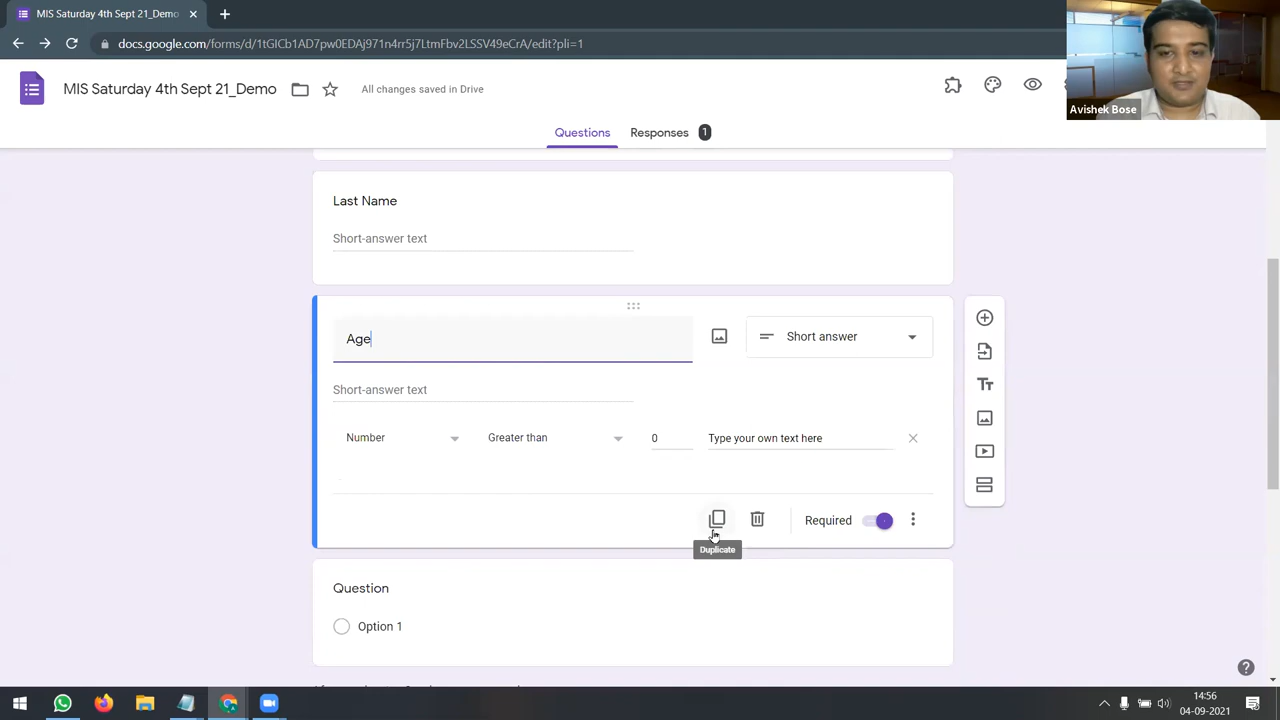 MIS Saturday 4th Sept 21_Demo
docs.google.com/forms/d/1tGICb1AD7pw0EDAj971n4rr5j7LtmFbv2LSSV49eCrA/edit?pli=1
MIS Saturday 4th Sept 21_Demo
All changes saved in Drive
Avishek Bose
Questions
Responses 1
Last Name
Short-answer text
Age
Short answer
Short-answer text
Number
Greater than
0
Type your own text here
Required
Duplicate
Question
Option 1
14:56
04-09-2021